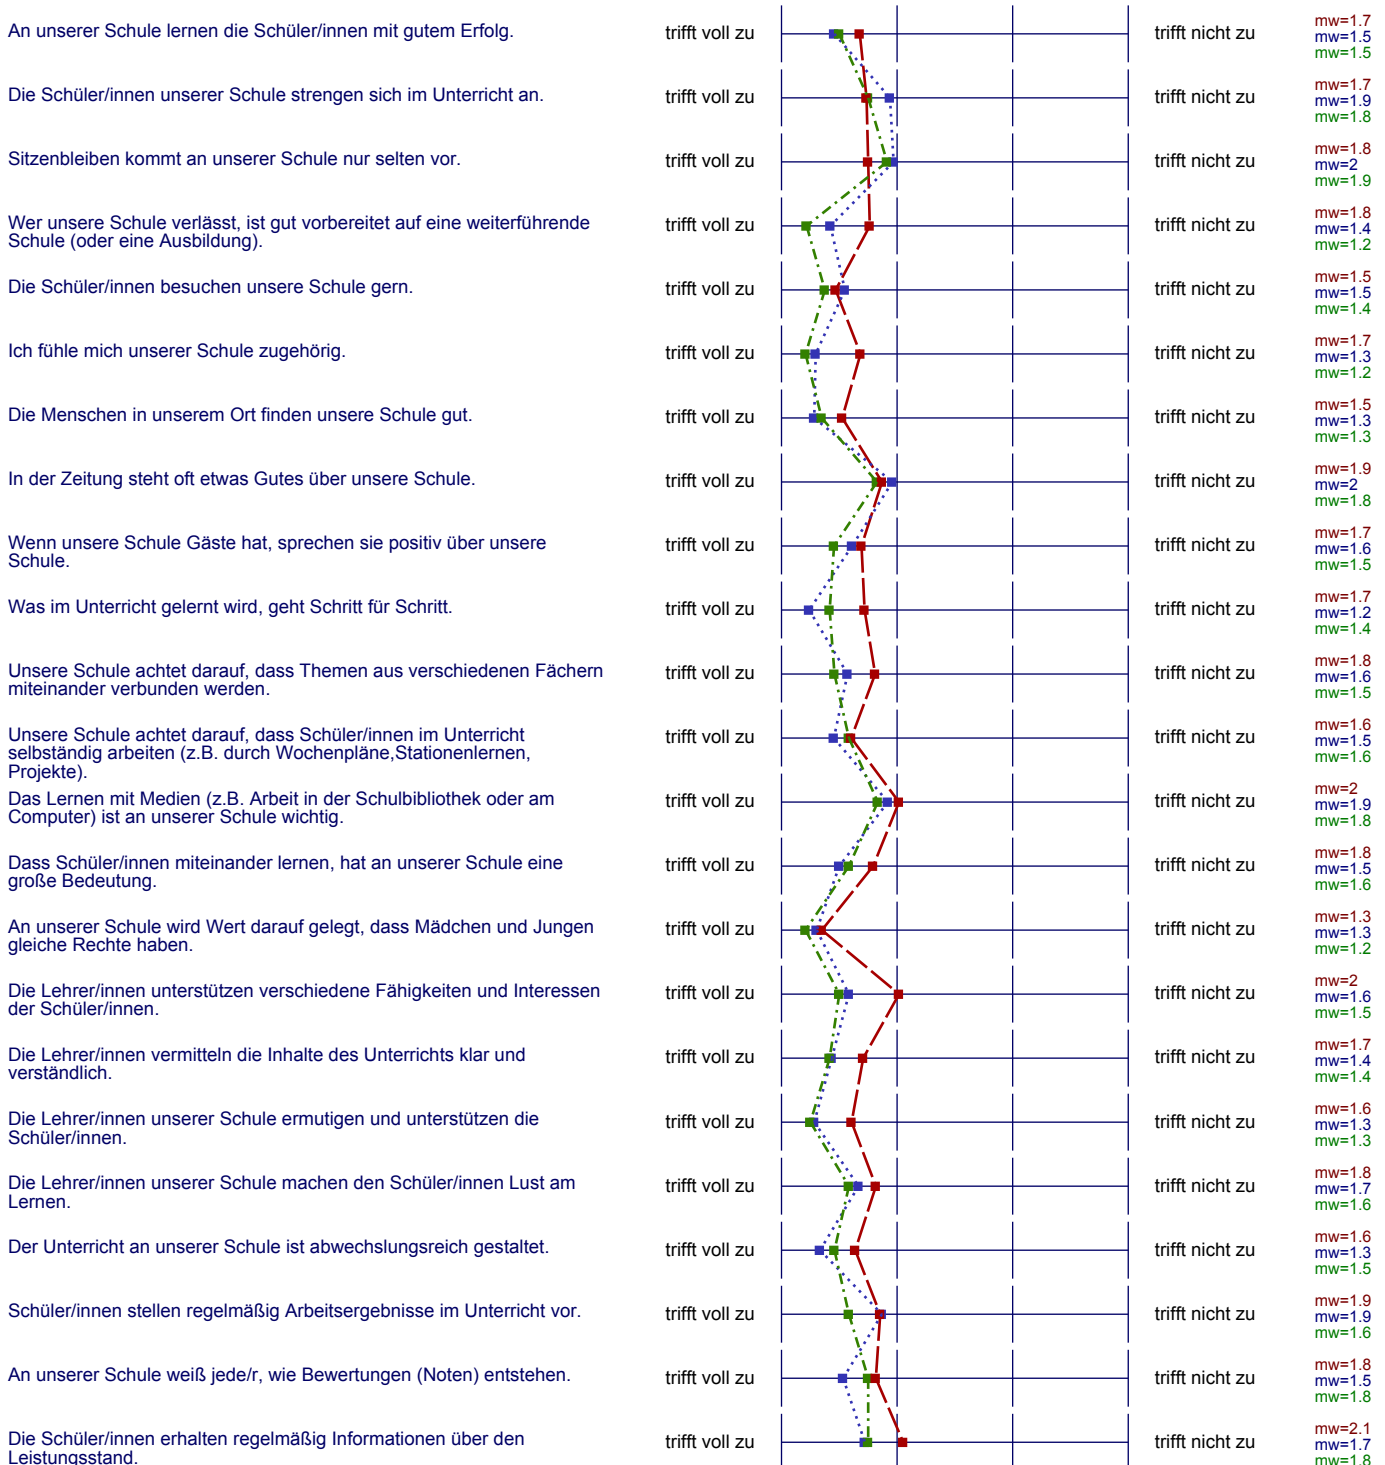 An unserer Schule lernen die Schüler/innen mit gutem Erfolg.
trifft voll zu
trifft nicht zu
mw=1.7
mw=1.5
mw=1.5
Die Schüler/innen unserer Schule strengen sich im Unterricht an.
trifft voll zu
trifft nicht zu
mw=1.7
mw=1.9
mw=1.8
Sitzenbleiben kommt an unserer Schule nur selten vor.
trifft voll zu
trifft nicht zu
mw=1.8
mw=2
mw=1.9
Wer unsere Schule verlässt, ist gut vorbereitet auf eine weiterführende
Schule (oder eine Ausbildung).
trifft voll zu
trifft nicht zu
mw=1.8
mw=1.4
mw=1.2
Die Schüler/innen besuchen unsere Schule gern.
trifft voll zu
trifft nicht zu
mw=1.5
mw=1.5
mw=1.4
Ich fühle mich unserer Schule zugehörig.
trifft voll zu
trifft nicht zu
mw=1.7
mw=1.3
mw=1.2
Die Menschen in unserem Ort finden unsere Schule gut.
trifft voll zu
trifft nicht zu
mw=1.5
mw=1.3
mw=1.3
In der Zeitung steht oft etwas Gutes über unsere Schule.
trifft voll zu
trifft nicht zu
mw=1.9
mw=2
mw=1.8
Wenn unsere Schule Gäste hat, sprechen sie positiv über unsere
Schule.
trifft voll zu
trifft nicht zu
mw=1.7
mw=1.6
mw=1.5
Was im Unterricht gelernt wird, geht Schritt für Schritt.
trifft voll zu
trifft nicht zu
mw=1.7
mw=1.2
mw=1.4
Unsere Schule achtet darauf, dass Themen aus verschiedenen Fächern
miteinander verbunden werden.
trifft voll zu
trifft nicht zu
mw=1.8
mw=1.6
mw=1.5
Unsere Schule achtet darauf, dass Schüler/innen im Unterricht
selbständig arbeiten (z.B. durch Wochenpläne,Stationenlernen,
Projekte).
trifft voll zu
trifft nicht zu
mw=1.6
mw=1.5
mw=1.6
Das Lernen mit Medien (z.B. Arbeit in der Schulbibliothek oder am
Computer) ist an unserer Schule wichtig.
trifft voll zu
trifft nicht zu
mw=2
mw=1.9
mw=1.8
Dass Schüler/innen miteinander lernen, hat an unserer Schule eine
große Bedeutung.
trifft voll zu
trifft nicht zu
mw=1.8
mw=1.5
mw=1.6
An unserer Schule wird Wert darauf gelegt, dass Mädchen und Jungen
gleiche Rechte haben.
trifft voll zu
trifft nicht zu
mw=1.3
mw=1.3
mw=1.2
Die Lehrer/innen unterstützen verschiedene Fähigkeiten und Interessen
der Schüler/innen.
trifft voll zu
trifft nicht zu
mw=2
mw=1.6
mw=1.5
Die Lehrer/innen vermitteln die Inhalte des Unterrichts klar und
verständlich.
trifft voll zu
trifft nicht zu
mw=1.7
mw=1.4
mw=1.4
Die Lehrer/innen unserer Schule ermutigen und unterstützen die
Schüler/innen.
trifft voll zu
trifft nicht zu
mw=1.6
mw=1.3
mw=1.3
Die Lehrer/innen unserer Schule machen den Schüler/innen Lust am
Lernen.
trifft voll zu
trifft nicht zu
mw=1.8
mw=1.7
mw=1.6
Der Unterricht an unserer Schule ist abwechslungsreich gestaltet.
trifft voll zu
trifft nicht zu
mw=1.6
mw=1.3
mw=1.5
Schüler/innen stellen regelmäßig Arbeitsergebnisse im Unterricht vor.
trifft voll zu
trifft nicht zu
mw=1.9
mw=1.9
mw=1.6
An unserer Schule weiß jede/r, wie Bewertungen (Noten) entstehen.
trifft voll zu
trifft nicht zu
mw=1.8
mw=1.5
mw=1.8
Die Schüler/innen erhalten regelmäßig Informationen über den
Leistungsstand.
trifft voll zu
trifft nicht zu
mw=2.1
mw=1.7
mw=1.8